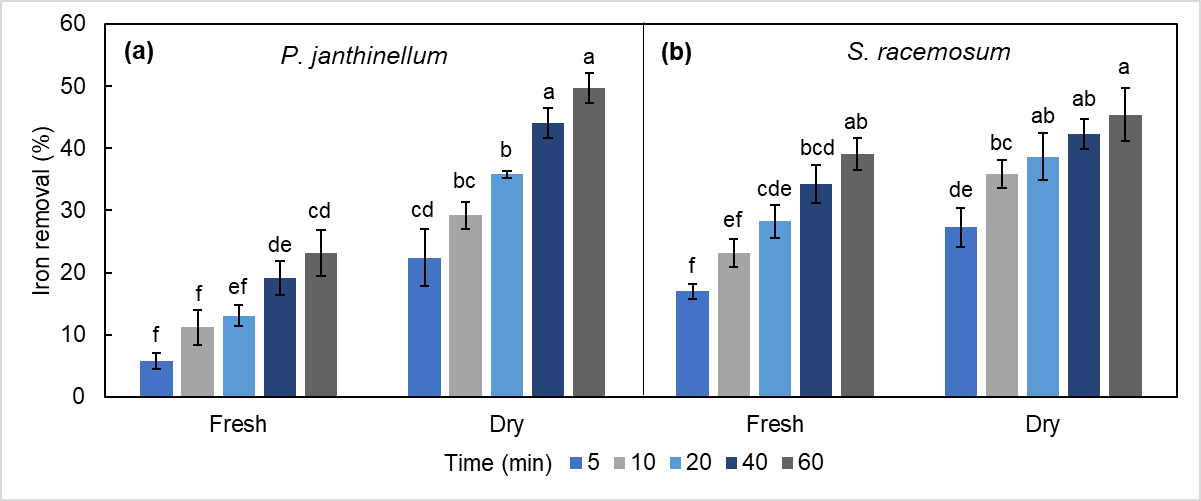 60
50
40
30
20
10
0
Iron removal (%)
(a)
P. janthinellum
f
f
ef
de
cd
cd
bc
b
a
a
(b)
S. racemosum
f
ef
cde
bcd
ab
de
bc
ab
ab
a
Fresh
Dry
Fresh
Dry
Time (min) 5 10 20 40 60